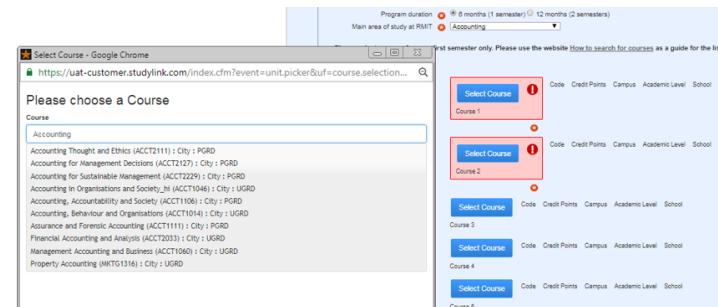 Program duration 6 months (1 semester) 12 months (2 semesters)
Main area of study at RMIT Accounting
first semester only. Please use the website How to search for courses as a guide for the
Select Course - Google Chrome
https://uat-customer.studylink.com/index.cfm?event=unit.picker&uf=course.selection...
Please choose a Course
Course
Accounting
Accounting Thought and Ethics (ACCT2111) : City : PGRD
Accounting for Management Decisions (ACCT2127) : City : PGRD
Accounting for Sustainable Management (ACCT2229) : City : PGRD
Accounting in Organisations and Society_hi (ACCT1046) : City : UGRD
Accounting, Accountability and Society (ACCT1106) : City : PGRD
Accounting, Behaviour and Organisations (ACCT1014) : City : UGRD
Assurance and Forensic Accounting (ACCT1111) : City : PGRD
Financial Accounting and Analysis (ACCT2033) : City : UGRD
Management Accounting and Business (ACCT1060) : City : UGRD
Property Accounting (MKTG1316) : City : UGRD
Select Course Code Credit Points Campus Academic Level School
Course 1
Select Course Code Credit Points Campus Academic Level School
Course 2
Select Course Code Credit Points Campus Academic Level School
Course 3
Select Course Code Credit Points Campus Academic Level School
Course 4
Select Course Code Credit Points Campus Academic Level School